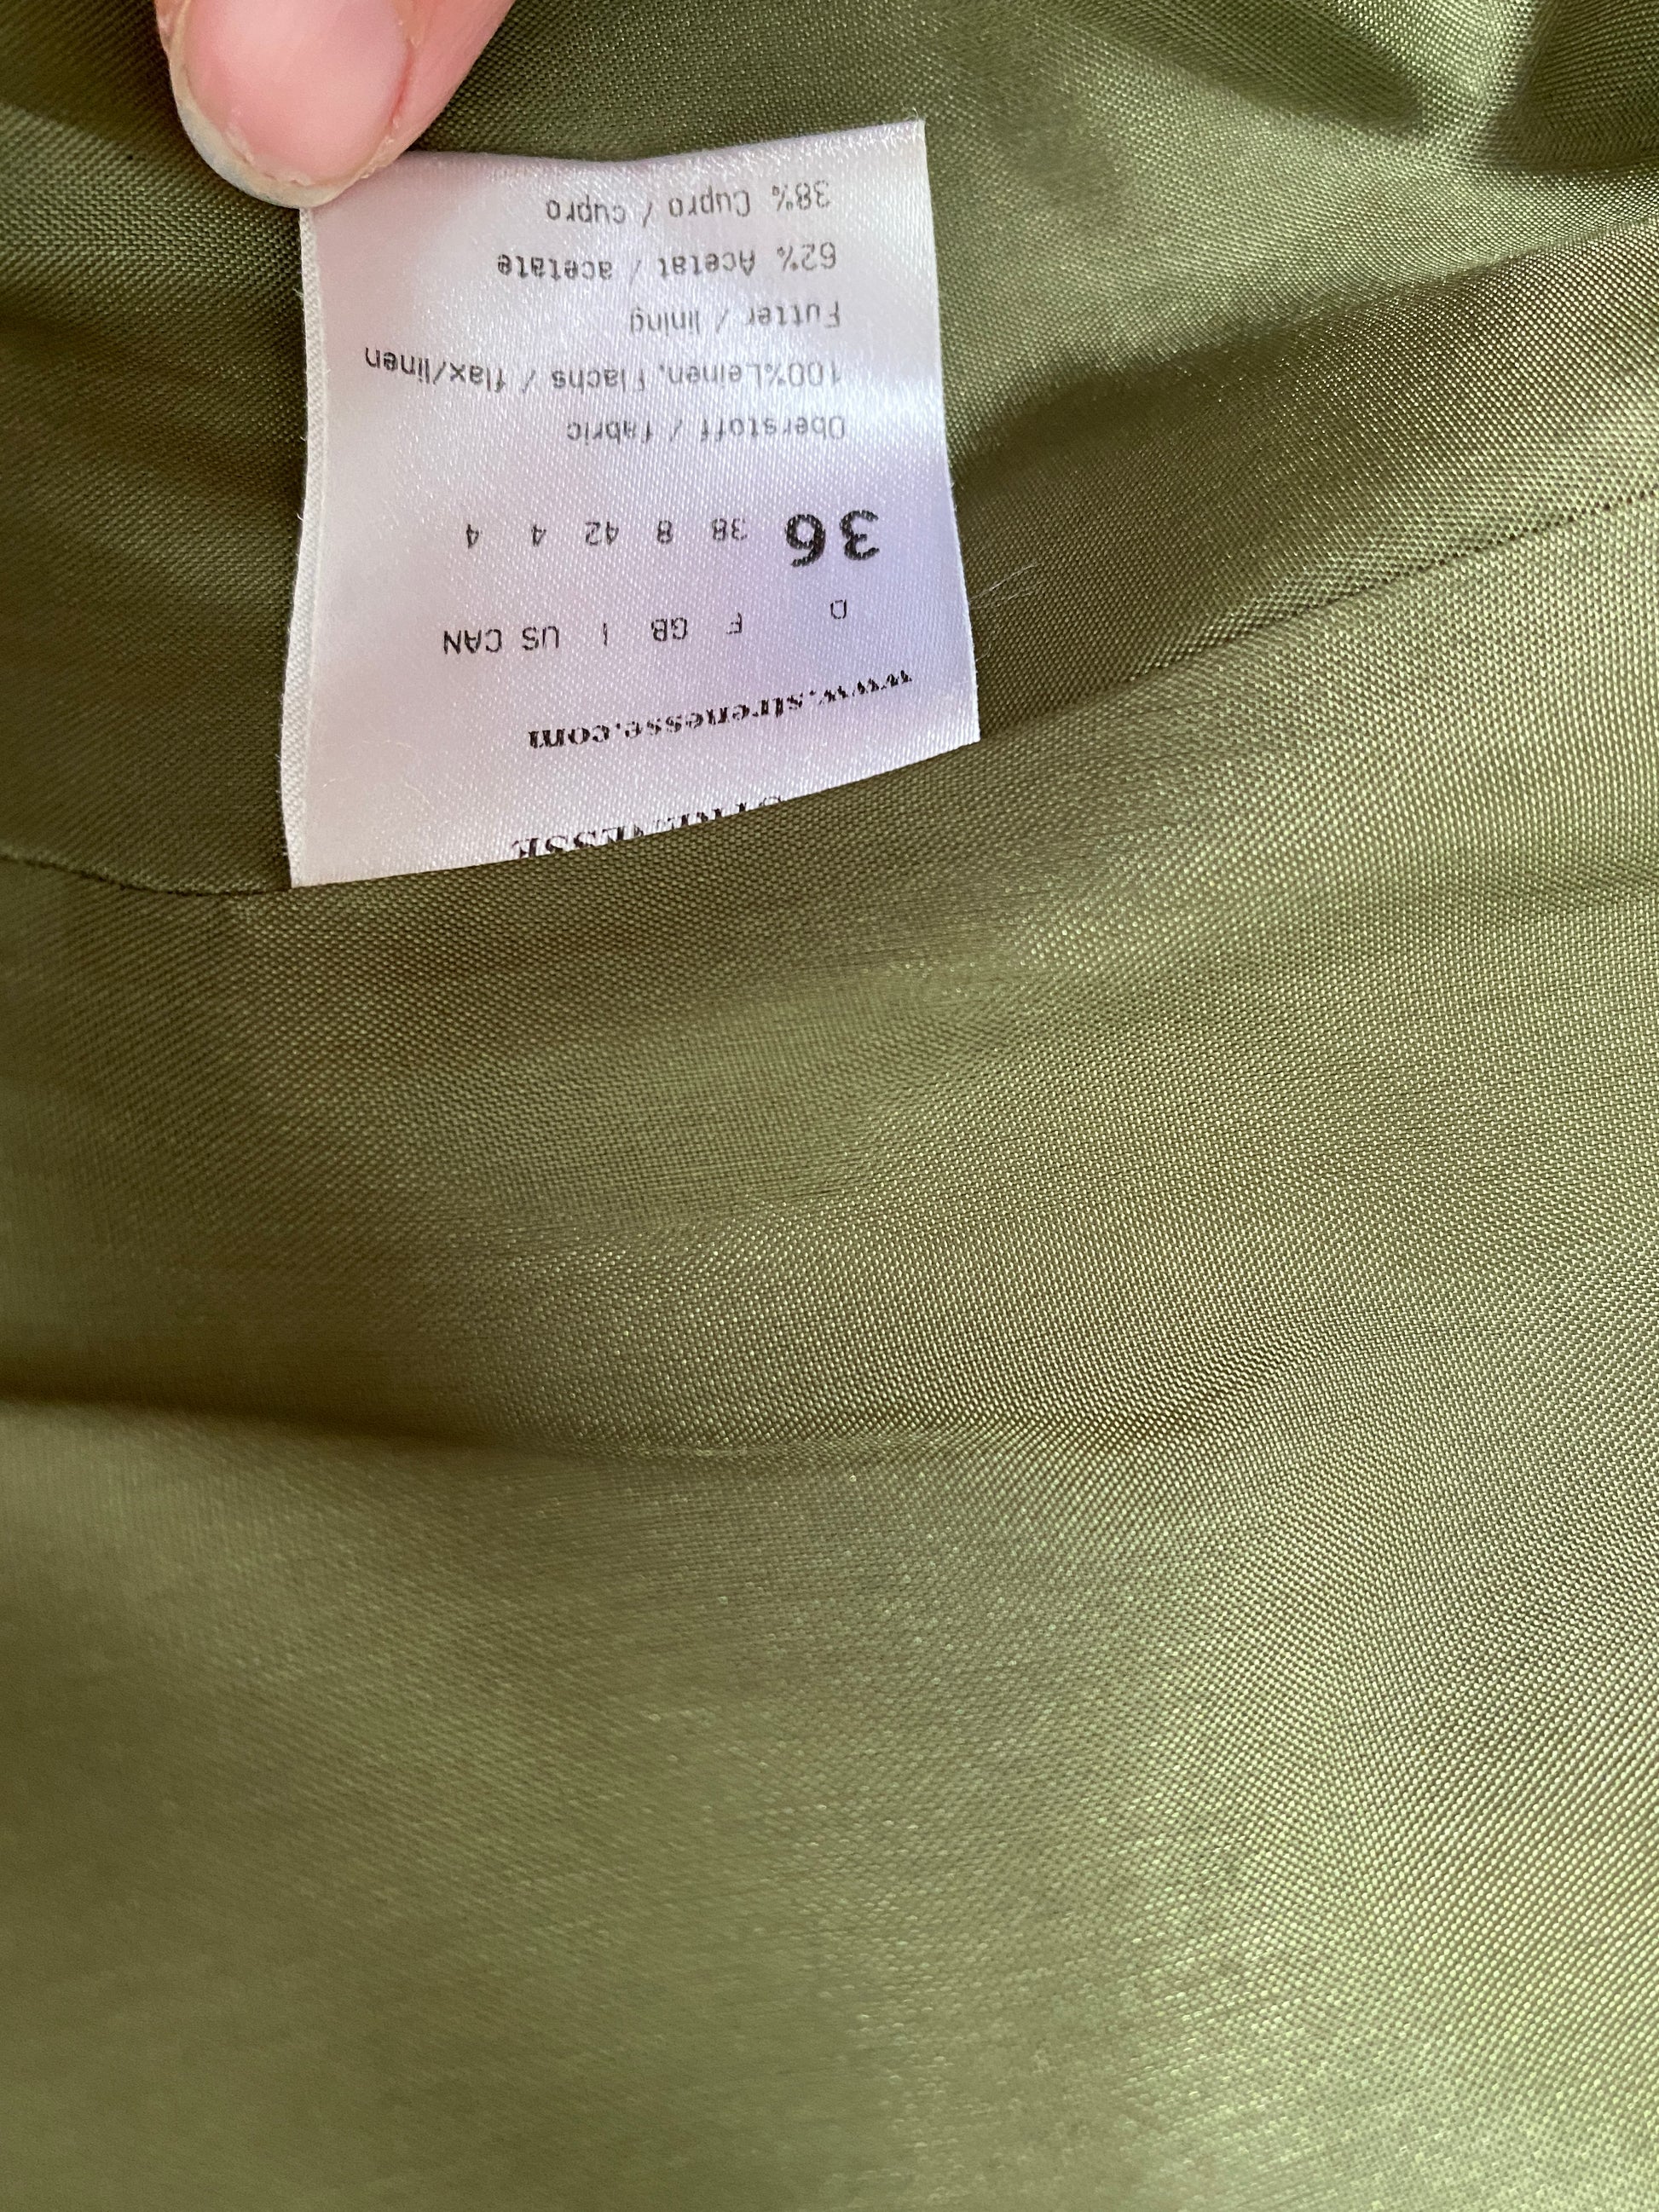 STRENESSE
www.strenesse.com
D F GB I US CAN
36 38 8 42 4 4
Oberstoff / fabric
100%Leinen, Flachs / flax/linen
Futter / lining
62% Acetat / acetate
38% Cupro / cupro